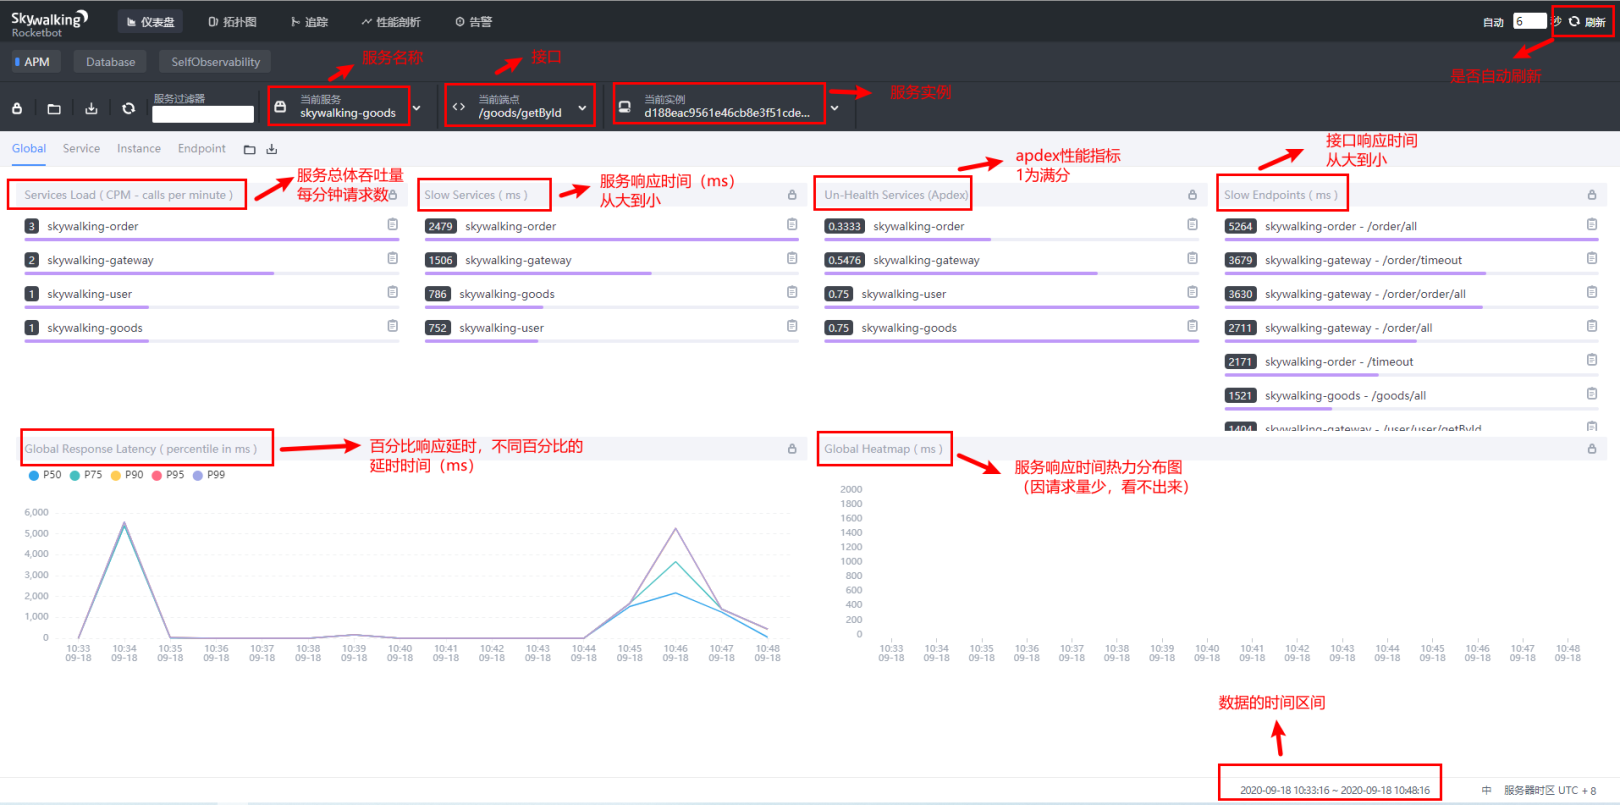 Skywalking
Rocketbot
仪表盘
拓扑图
追踪
性能剖析
告警
自动
6
秒
刷新
APM
Database
SelfObservability
服务名称
接口
服务实例
是否自动刷新
服务过滤器
当前服务
skywalking-goods
当前端点
/goods/getById
当前实例
d188eac9561e46cb8e3f51cde...
Global
Service
Instance
Endpoint
服务总体吞吐量
每分钟请求数
服务响应时间（ms）
从大到小
apdex性能指标
1为满分
接口响应时间
从大到小
Services Load ( CPM - calls per minute )
3 skywalking-order
2 skywalking-gateway
1 skywalking-user
1 skywalking-goods
Slow Services ( ms )
2479 skywalking-order
1506 skywalking-gateway
786 skywalking-goods
752 skywalking-user
Un-Health Services (Apdex)
0.3333 skywalking-order
0.5476 skywalking-gateway
0.75 skywalking-user
0.75 skywalking-goods
Slow Endpoints ( ms )
5264 skywalking-order - /order/all
3679 skywalking-gateway - /order/timeout
3630 skywalking-gateway - /order/order/all
2711 skywalking-gateway - /order/all
2171 skywalking-order - /timeout
1521 skywalking-goods - /goods/all
1404 skywalking-gateway - /user/user/getById
Global Response Latency ( percentile in ms )
百分比响应延时，不同百分比的
延时时间（ms）
P50 P75 P90 P95 P99
6,000
5,000
4,000
3,000
2,000
1,000
0
10:33 10:34 10:35 10:36 10:37 10:38 10:39 10:40 10:41 10:42 10:43 10:44 10:45 10:46 10:47 10:48
09-18 09-18 09-18 09-18 09-18 09-18 09-18 09-18 09-18 09-18 09-18 09-18 09-18 09-18 09-18 09-18
Global Heatmap ( ms )
服务响应时间热力分布图
（因请求量少，看不出来）
2000
1800
1600
1400
1200
1000
800
600
400
200
0
10:33 10:34 10:35 10:36 10:37 10:38 10:39 10:40 10:41 10:42 10:43 10:44 10:45 10:46 10:47 10:48
09-18 09-18 09-18 09-18 09-18 09-18 09-18 09-18 09-18 09-18 09-18 09-18 09-18 09-18 09-18 09-18
数据的时间区间
2020-09-18 10:33:16 ~ 2020-09-18 10:48:16
中
服务器时区 UTC + 8